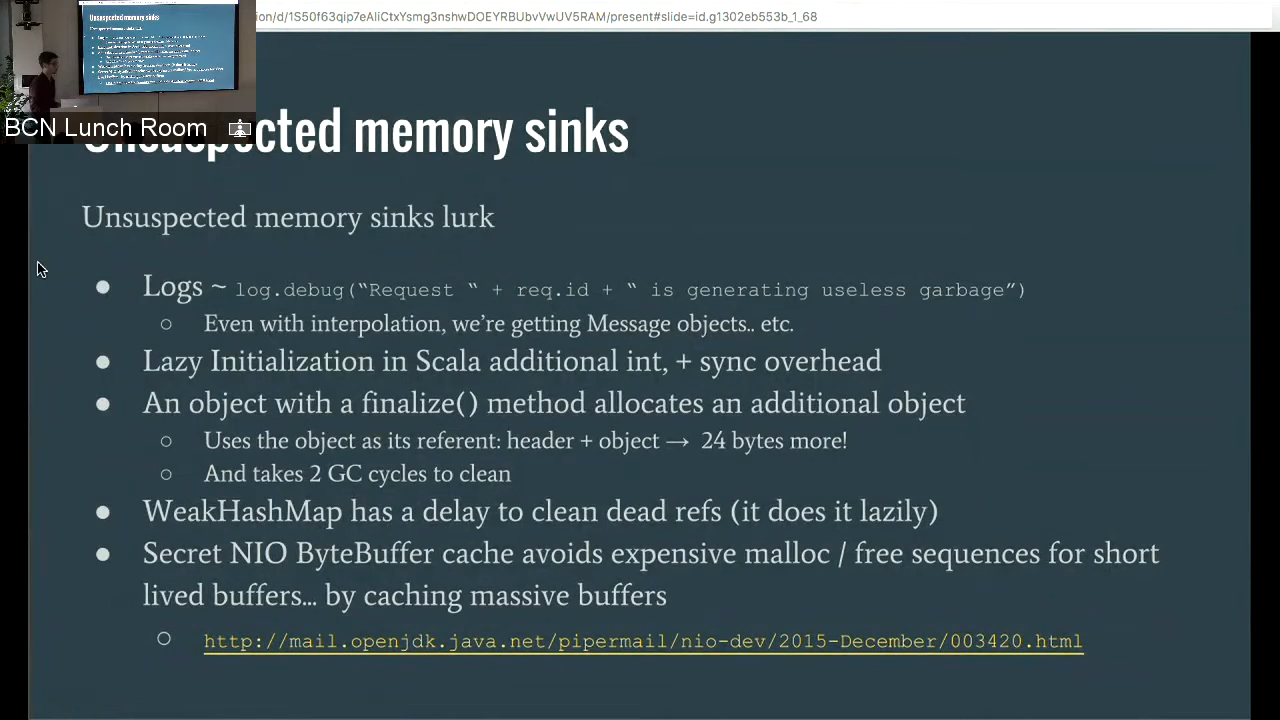 ion/d/1S50f63qip7eAliCtxYsmg3nshwDOEYRBUbvVwUV5RAM/present#slide=id.g1302eb553b_1_68
Unsuspected memory sinks
BCN Lunch Room
Unsuspected memory sinks
Unsuspected memory sinks lurk
● Logs ~ log.debug(“Request “ + req.id + “ is generating useless garbage”)
○ Even with interpolation, we’re getting Message objects.. etc.
● Lazy Initialization in Scala additional int, + sync overhead
● An object with a finalize() method allocates an additional object
○ Uses the object as its referent: header + object → 24 bytes more!
○ And takes 2 GC cycles to clean
● WeakHashMap has a delay to clean dead refs (it does it lazily)
● Secret NIO ByteBuffer cache avoids expensive malloc / free sequences for short
lived buffers… by caching massive buffers
○ http://mail.openjdk.java.net/pipermail/nio-dev/2015-December/003420.html